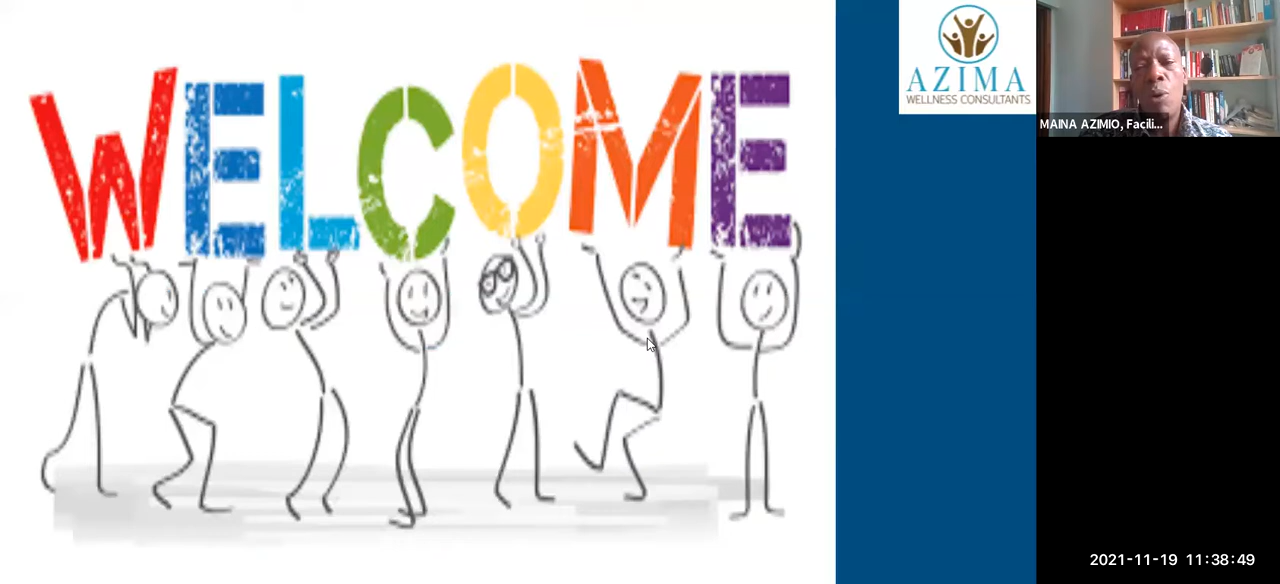 WELCOME
AZIMA
WELLNESS CONSULTANTS
MAINA AZIMIO, Facili...
2021-11-19 11:38:49